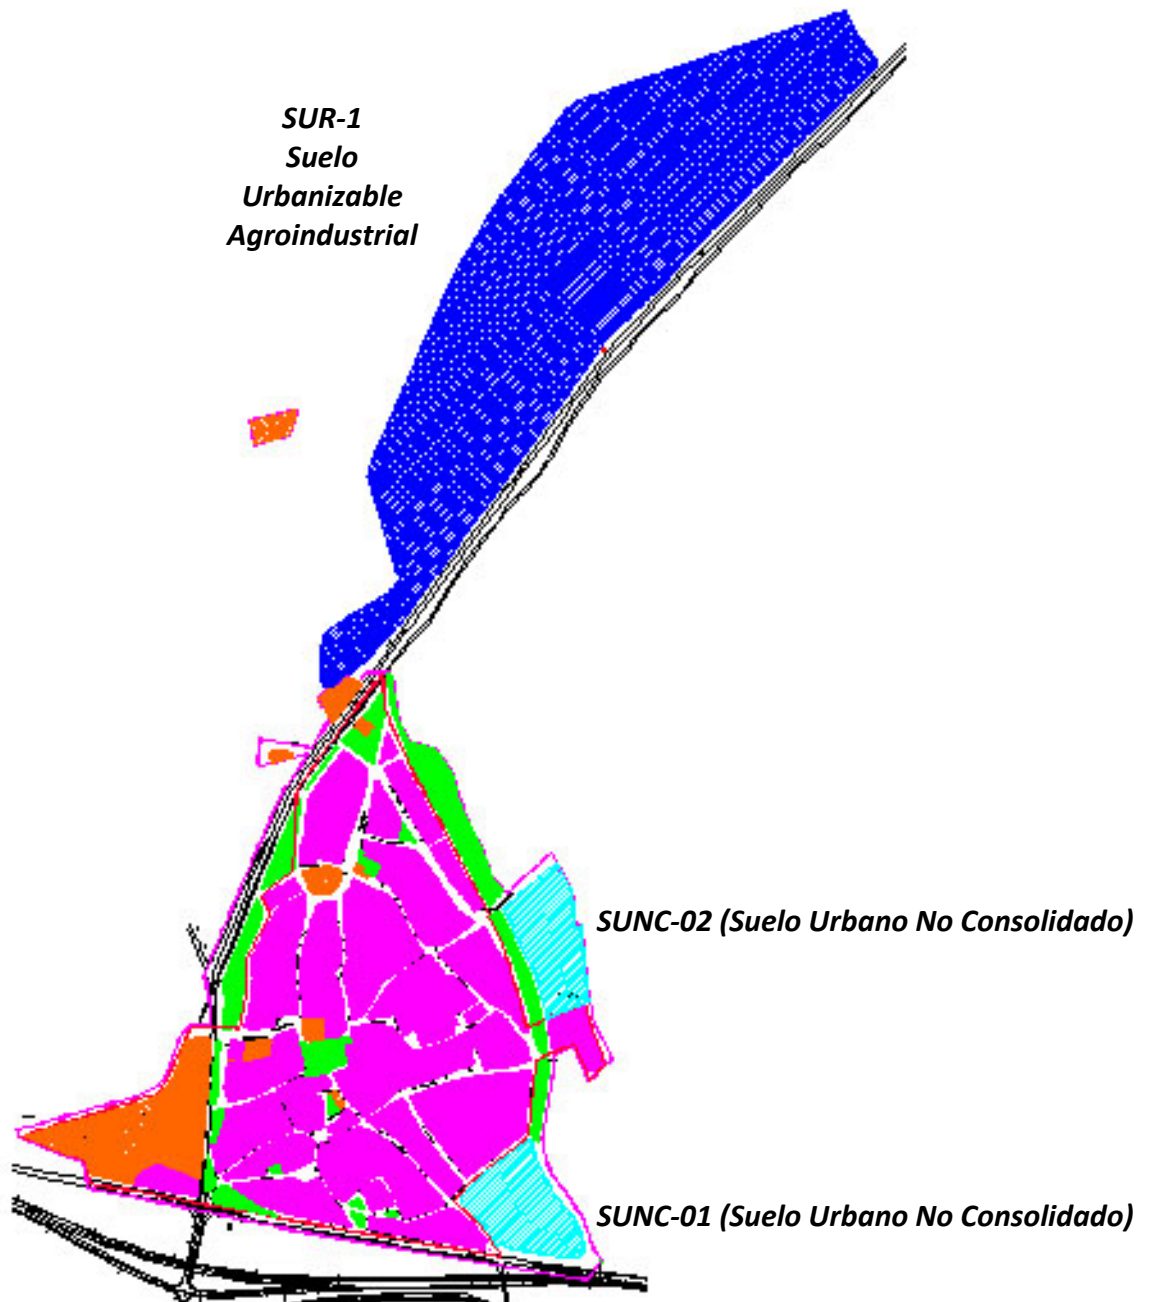 SUR-1
Suelo
Urbanizable
Agroindustrial
SUNC-02 (Suelo Urbano No Consolidado)
SUNC-01 (Suelo Urbano No Consolidado)